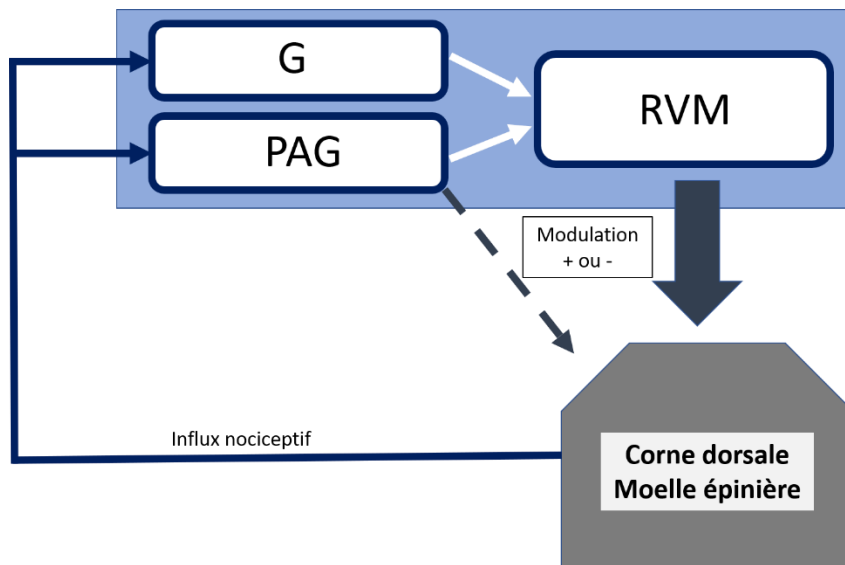 G
PAG
RVM
Modulation
+ ou -
Influx nociceptif
Corne dorsale
Moelle épinière